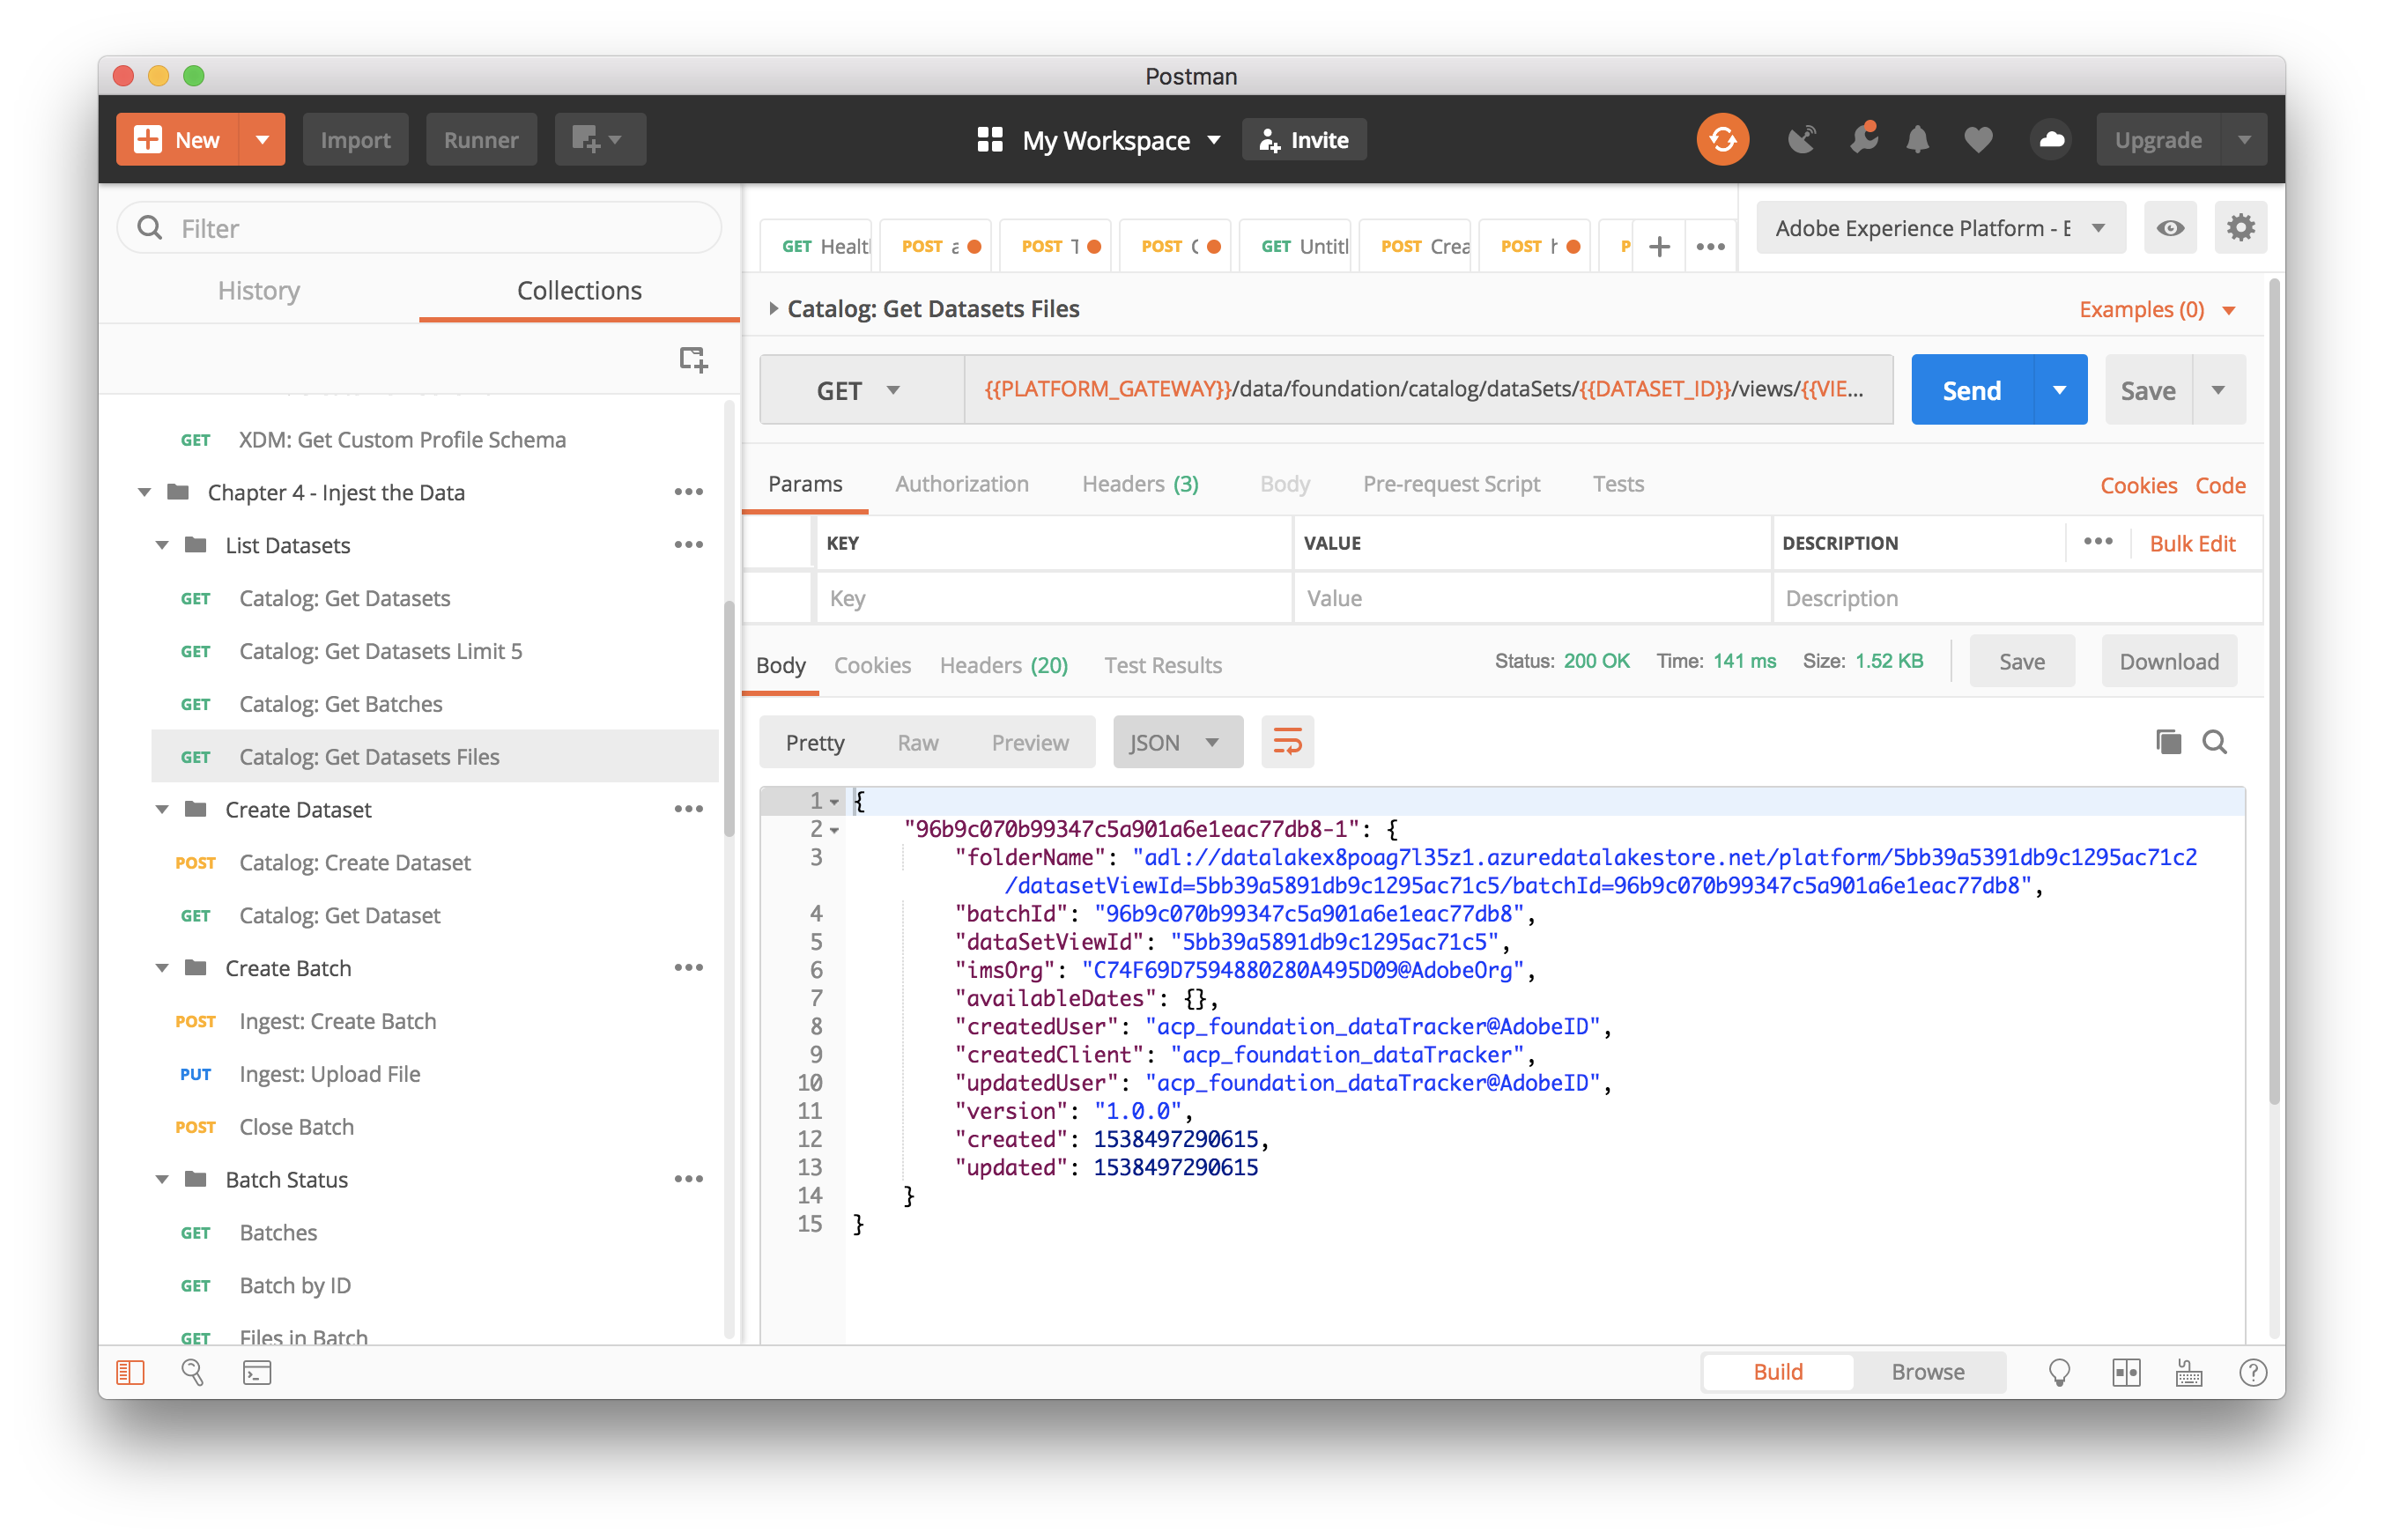 Postman
New
Import
Runner
My Workspace
Invite
Upgrade
Filter
History
Collections
GET XDM: Get Custom Profile Schema
Chapter 4 - Injest the Data
List Datasets
GET Catalog: Get Datasets
GET Catalog: Get Datasets Limit 5
GET Catalog: Get Batches
GET Catalog: Get Datasets Files
Create Dataset
POST Catalog: Create Dataset
GET Catalog: Get Dataset
Create Batch
POST Ingest: Create Batch
PUT Ingest: Upload File
POST Close Batch
Batch Status
GET Batches
GET Batch by ID
GET Files in Batch
GET Healt POST POST POST GET Untitl POST Crea POST
Adobe Experience Platform - E
Catalog: Get Datasets Files
Examples (0)
GET {{PLATFORM_GATEWAY}}/data/foundation/catalog/dataSets/{{DATASET_ID}}/views/{{VIE...
Send
Save
Params Authorization Headers (3) Body Pre-request Script Tests
Cookies Code
KEY VALUE DESCRIPTION Bulk Edit
Key Value Description
Body Cookies Headers (20) Test Results
Status: 200 OK Time: 141 ms Size: 1.52 KB
Save
Download
Pretty Raw Preview JSON
1 {
2 "96b9c070b99347c5a901a6e1eac77db8-1": {
3 "folderName": "adl://datalakex8poag7l35z1.azuredatalakestore.net/platform/5bb39a5391db9c1295ac71c2
/datasetViewId=5bb39a5891db9c1295ac71c5/batchId=96b9c070b99347c5a901a6e1eac77db8",
4 "batchId": "96b9c070b99347c5a901a6e1eac77db8",
5 "dataSetViewId": "5bb39a5891db9c1295ac71c5",
6 "imsOrg": "C74F69D7594880280A495D09@AdobeOrg",
7 "availableDates": {},
8 "createdUser": "acp_foundation_dataTracker@AdobeID",
9 "createdClient": "acp_foundation_dataTracker",
10 "updatedUser": "acp_foundation_dataTracker@AdobeID",
11 "version": "1.0.0",
12 "created": 1538497290615,
13 "updated": 1538497290615
14 }
15 }
Build
Browse